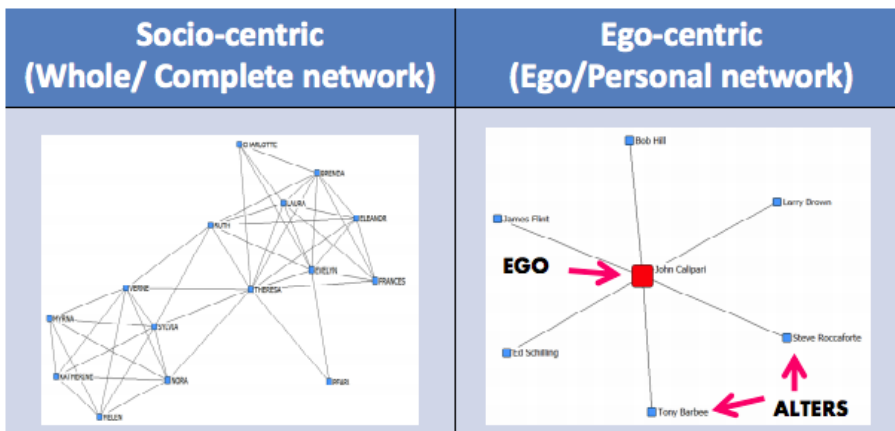 Socio-centric
(Whole/ Complete network)
Ego-centric
(Ego/Personal network)
CHARLOTTE
BRENDA
LAURA
ELEANOR
RUTH
EVELYN
FRANCES
THERESA
VERNE
MYRNA
SYLVIA
KATHERINE
NORA
HELEN
Bob Hill
Larry Brown
James Flint
EGO
John Calipari
Steve Roccaforte
Ed Schilling
Tony Barbee
ALTERS